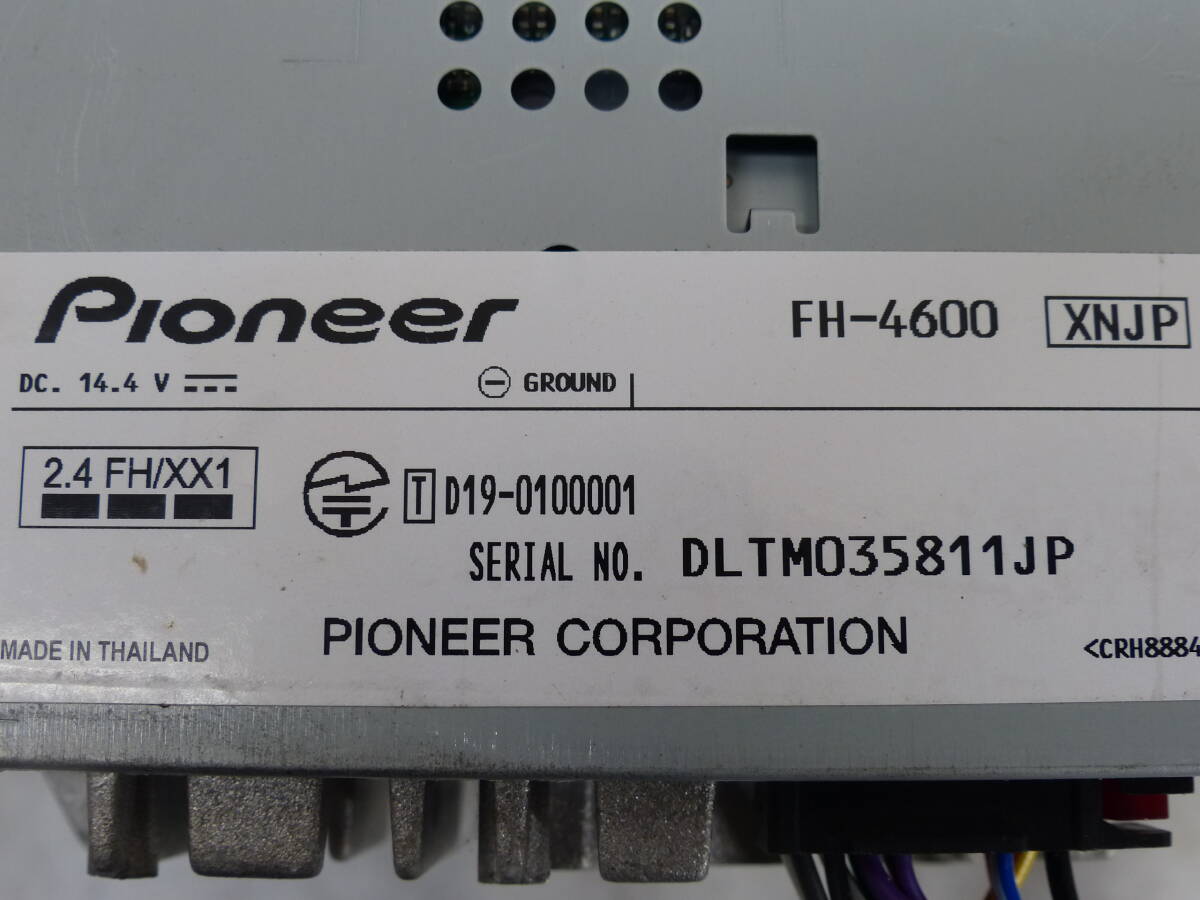 Pioneer
FH-4600 XNJP
DC. 14.4 V
GROUND
2.4 FH/XX1
T D19-0100001
SERIAL NO. DLTM035811JP
MADE IN THAILAND
PIONEER CORPORATION
<CRH8884